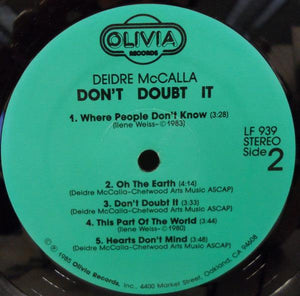 OLIVIA
RECORDS
DEIDRE McCALLA
DON'T DOUBT IT
1. Where People Don't Know (3:28)
(Ilene Weiss–©1983)
LF 939
STEREO
Side 2
2. Oh The Earth (4:14)
(Deidre McCalla–Chetwood Arts Music ASCAP)
3. Don't Doubt It (3:33)
(Deidre McCalla–Chetwood Arts Music ASCAP)
4. This Part Of The World (3:44)
(Ilene Weiss–©1980)
5. Hearts Don't Mind (3:48)
(Deidre McCalla–Chetwood Arts Music ASCAP)
℗ © 1985 Olivia Records, Inc., 4400 Market Street, Oakland, CA 94608